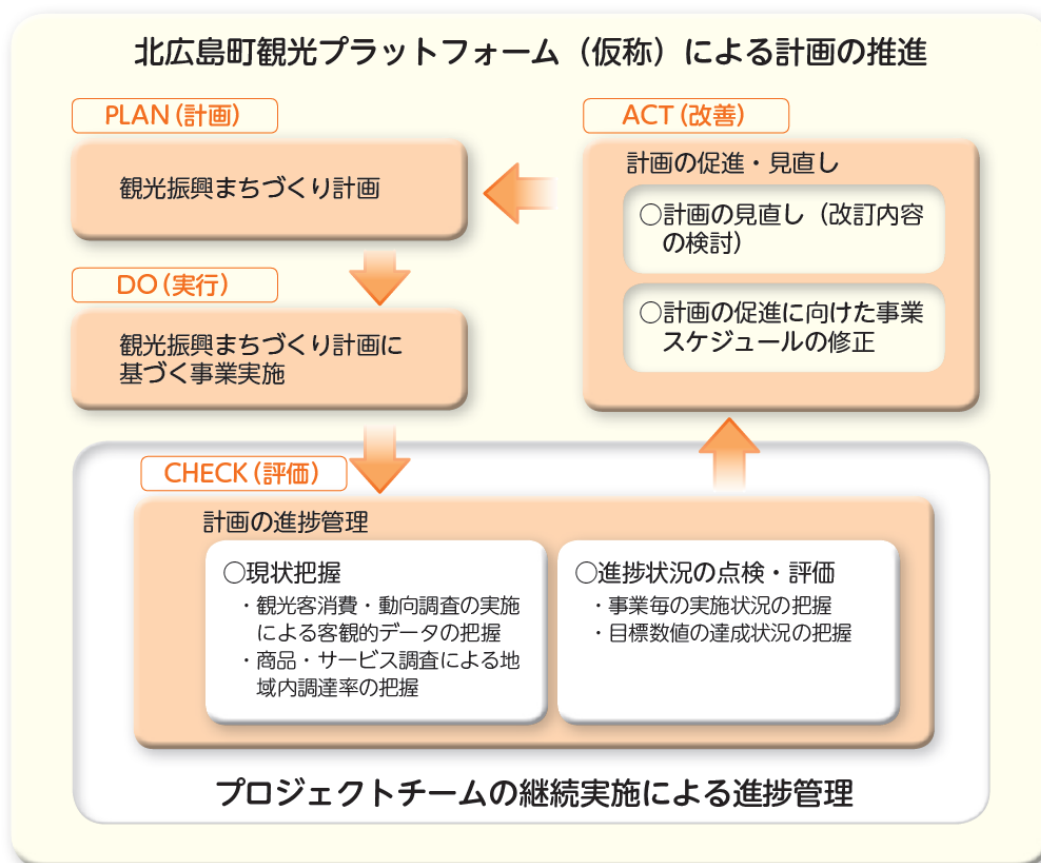 北広島町観光プラットフォーム（仮称）による計画の推進
PLAN（計画）
観光振興まちづくり計画
DO（実行）
観光振興まちづくり計画に
基づく事業実施
CHECK（評価）
計画の進捗管理
○現状把握
・観光客消費・動向調査の実施
による客観的データの把握
・商品・サービス調査による地
域内調達率の把握
○進捗状況の点検・評価
・事業毎の実施状況の把握
・目標数値の達成状況の把握
プロジェクトチームの継続実施による進捗管理
ACT（改善）
計画の促進・見直し
○計画の見直し（改訂内容
の検討）
○計画の促進に向けた事業
スケジュールの修正